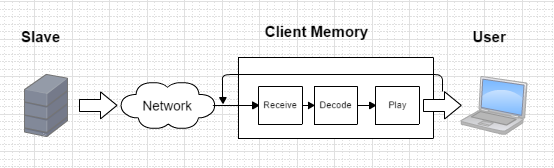 Slave
Client Memory
User
Network
Receive
Decode
Play